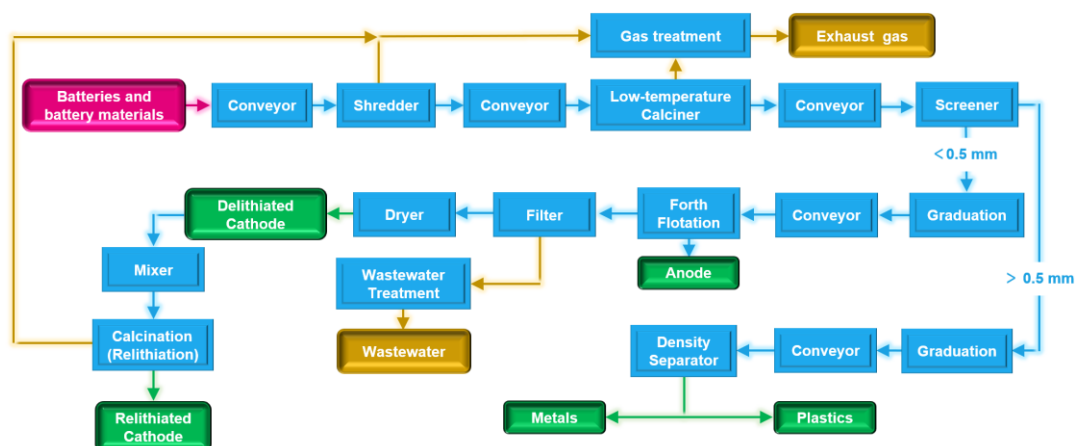 Gas treatment
Exhaust gas
Batteries and
battery materials
Conveyor
Shredder
Conveyor
Low-temperature
Calciner
Conveyor
Screener
<0.5 mm
Delithiated
Cathode
Dryer
Filter
Forth
Flotation
Conveyor
Graduation
Mixer
Wastewater
Treatment
Anode
> 0.5 mm
Calcination
(Relithiation)
Wastewater
Density
Separator
Conveyor
Graduation
Relithiated
Cathode
Metals
Plastics